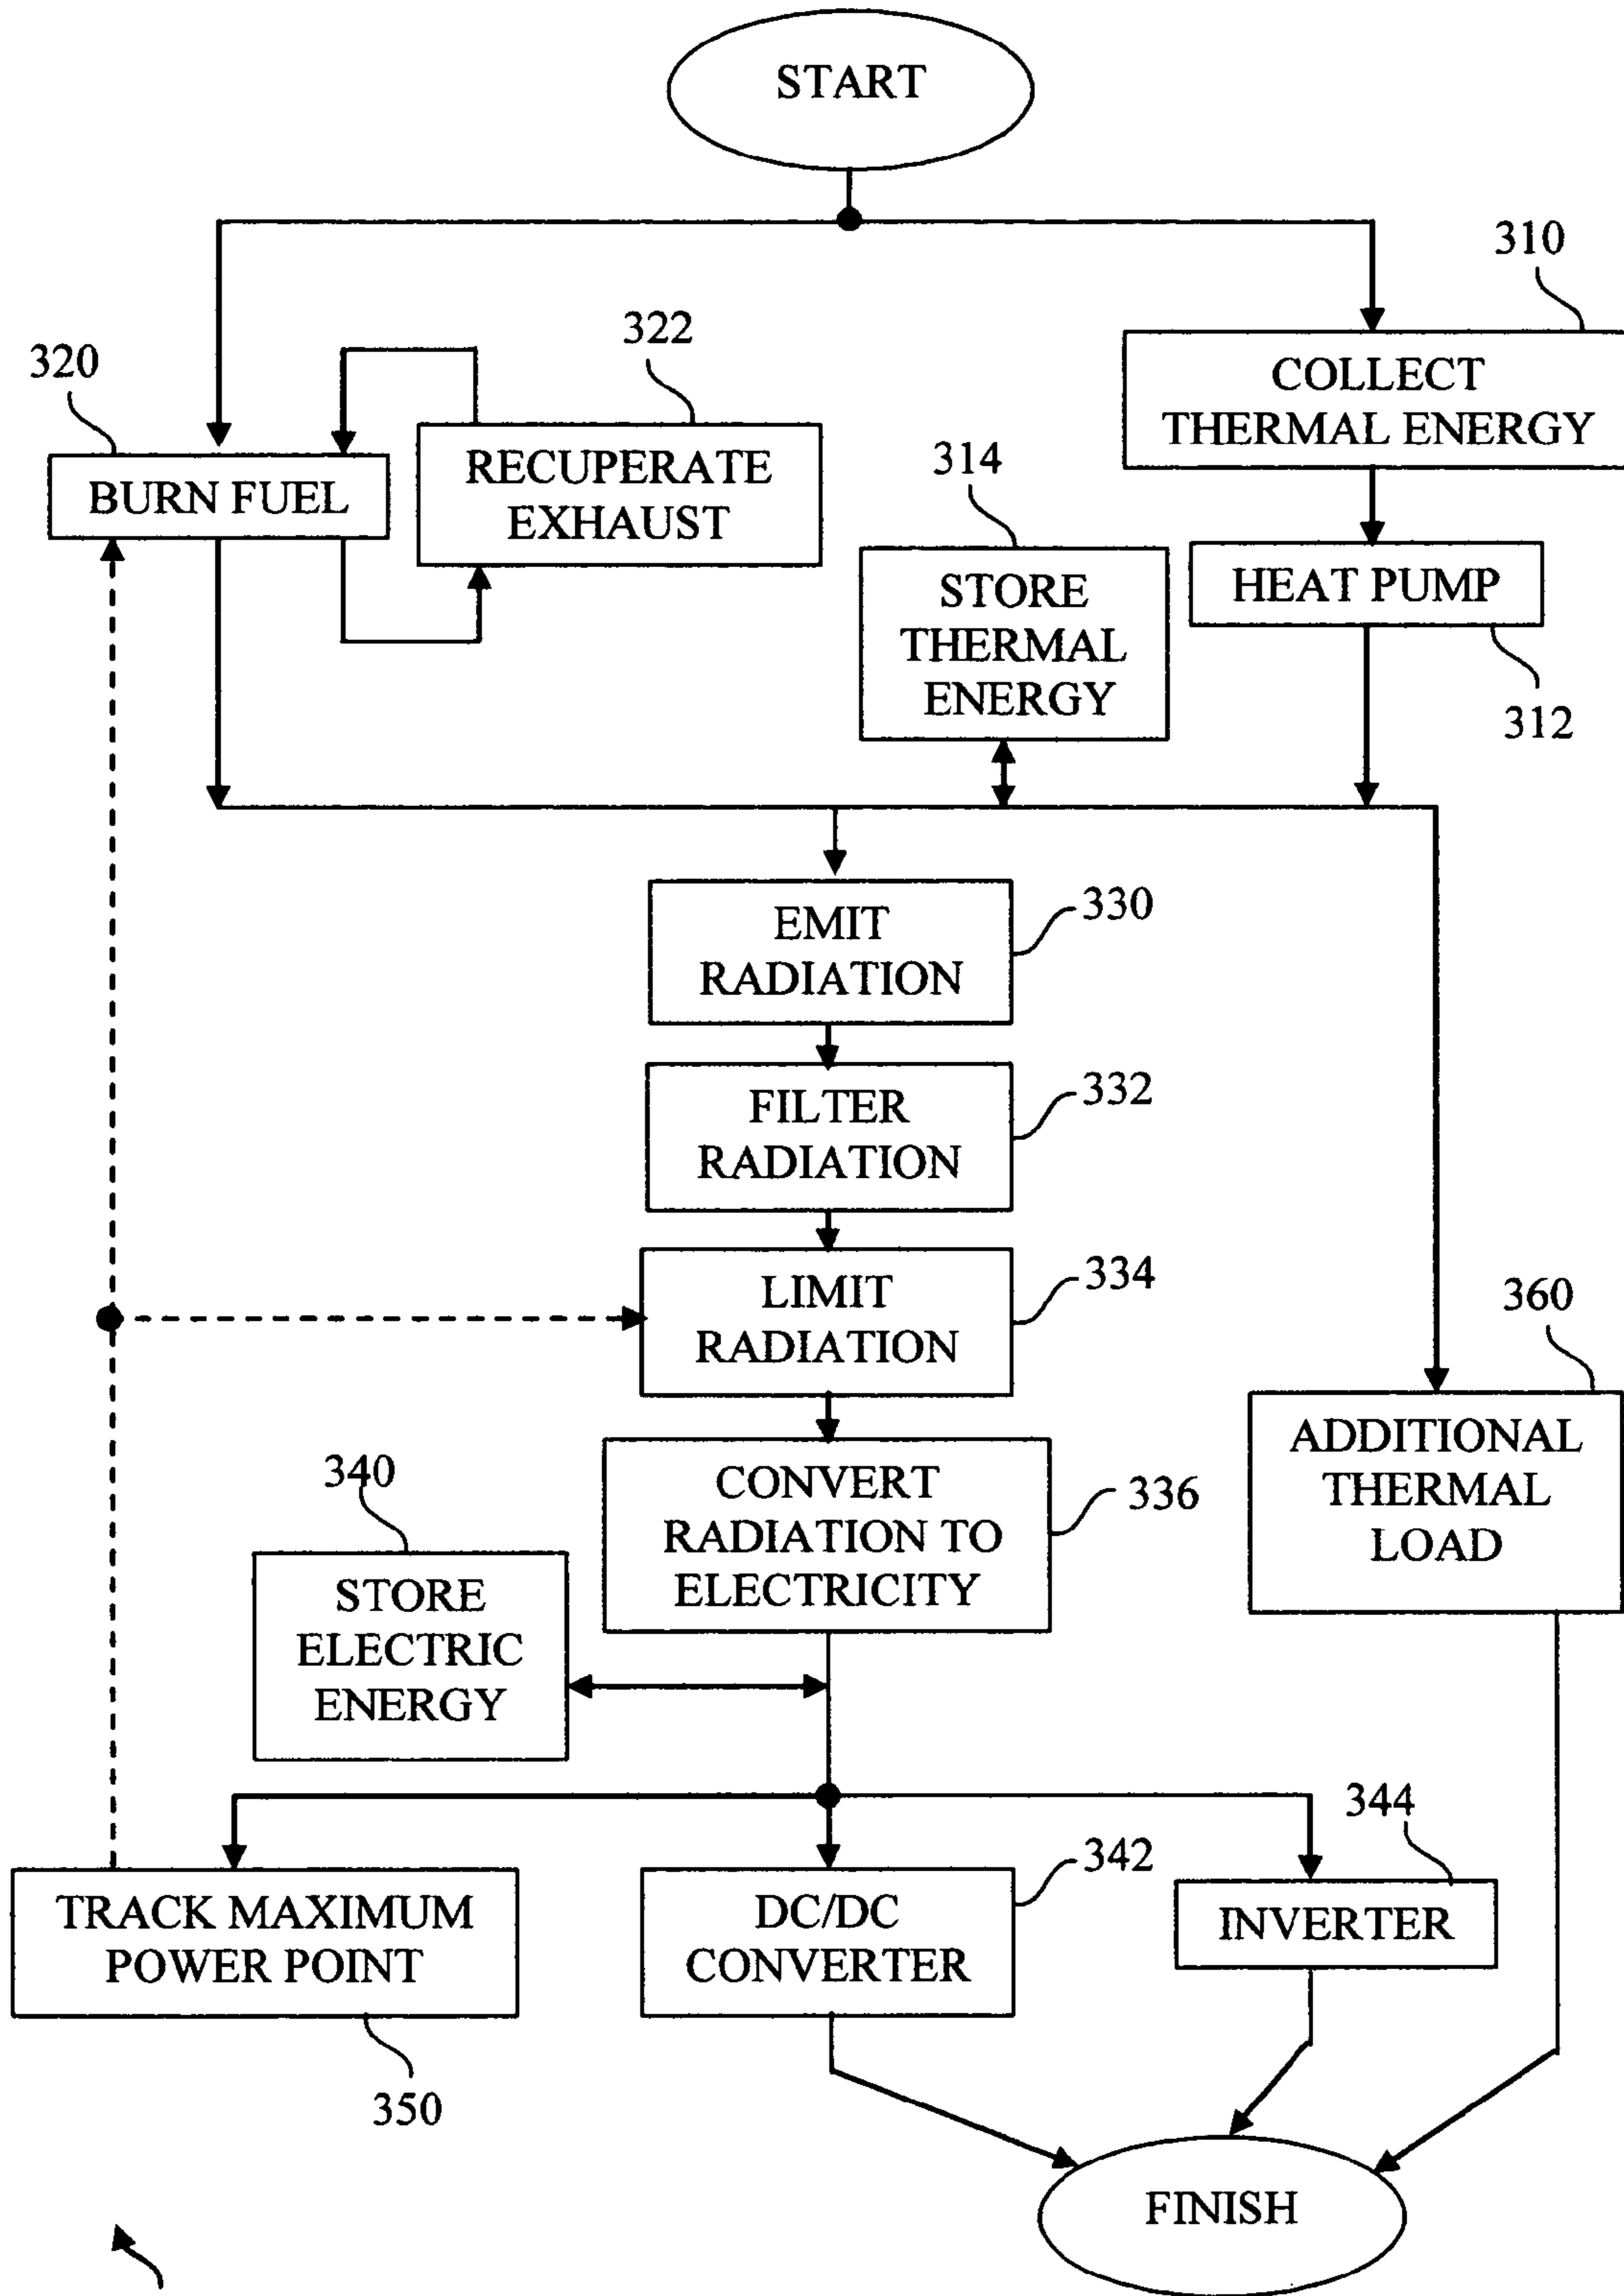 START
310
COLLECT
THERMAL ENERGY
322
320
RECUPERATE
EXHAUST
BURN FUEL
314
STORE
THERMAL
ENERGY
HEAT PUMP
312
EMIT
RADIATION
330
FILTER
RADIATION
332
LIMIT
RADIATION
334
360
ADDITIONAL
THERMAL
LOAD
CONVERT
RADIATION TO
ELECTRICITY
336
340
STORE
ELECTRIC
ENERGY
344
TRACK MAXIMUM
POWER POINT
350
DC/DC
CONVERTER
342
INVERTER
FINISH